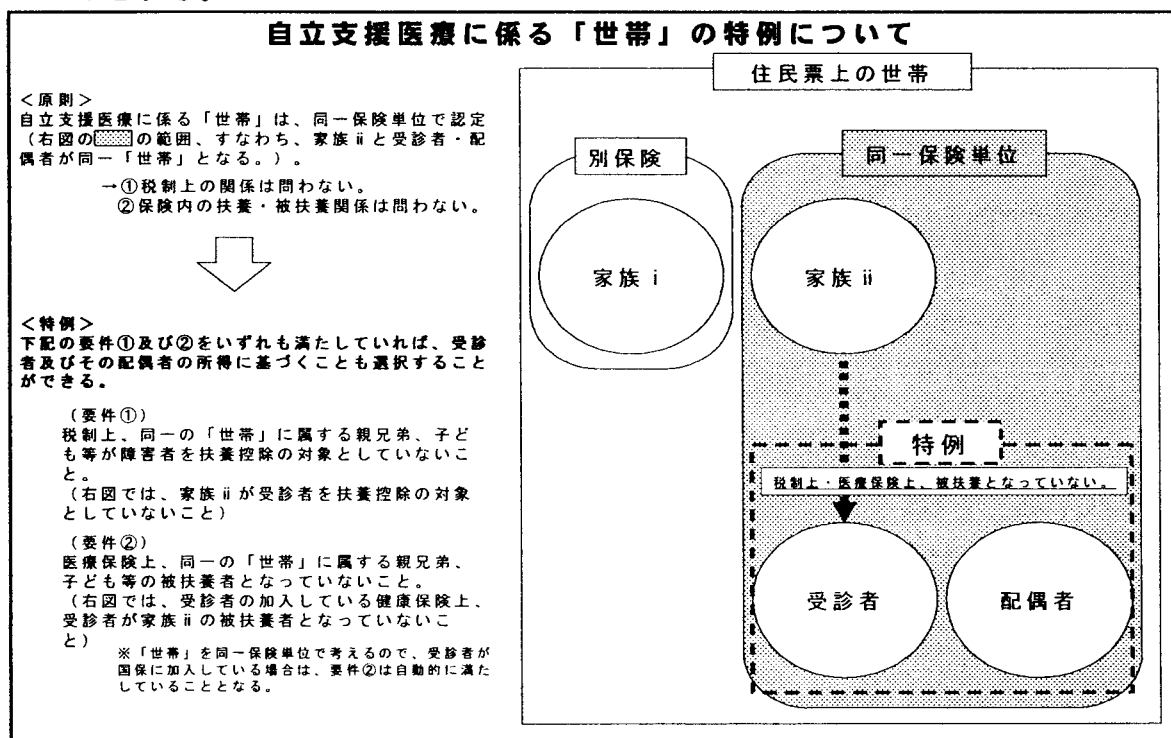 自立支援医療に係る「世帯」の特例について
＜原則＞
自立支援医療に係る「世帯」は、同一保険単位で認定
（右図の の範囲、すなわち、家族ⅱと受診者・配
偶者が同一「世帯」となる。）。
→①税制上の関係は問わない。
②保険内の扶養・被扶養関係は問わない。
＜特例＞
下記の要件①及び②をいずれも満たしていれば、受診
者及びその配偶者の所得に基づくことも選択すること
ができる。
（要件①）
税制上、同一の「世帯」に属する親兄弟、子ど
も等が障害者を扶養控除の対象としていないこ
と。
（右図では、家族ⅱが受診者を扶養控除の対象
としていないこと）
（要件②）
医療保険上、同一の「世帯」に属する親兄弟、
子ども等の被扶養者となっていないこと。
（右図では、受診者の加入している健康保険上、
受診者が家族ⅱの被扶養者となっていないこ
と）
※「世帯」を同一保険単位で考えるので、受診者が
国保に加入している場合は、要件②は自動的に満た
していることとなる。
住民票上の世帯
別保険
同一保険単位
家族ⅰ
家族ⅱ
特例
税制上・医療保険上、被扶養となっていない。
受診者
配偶者